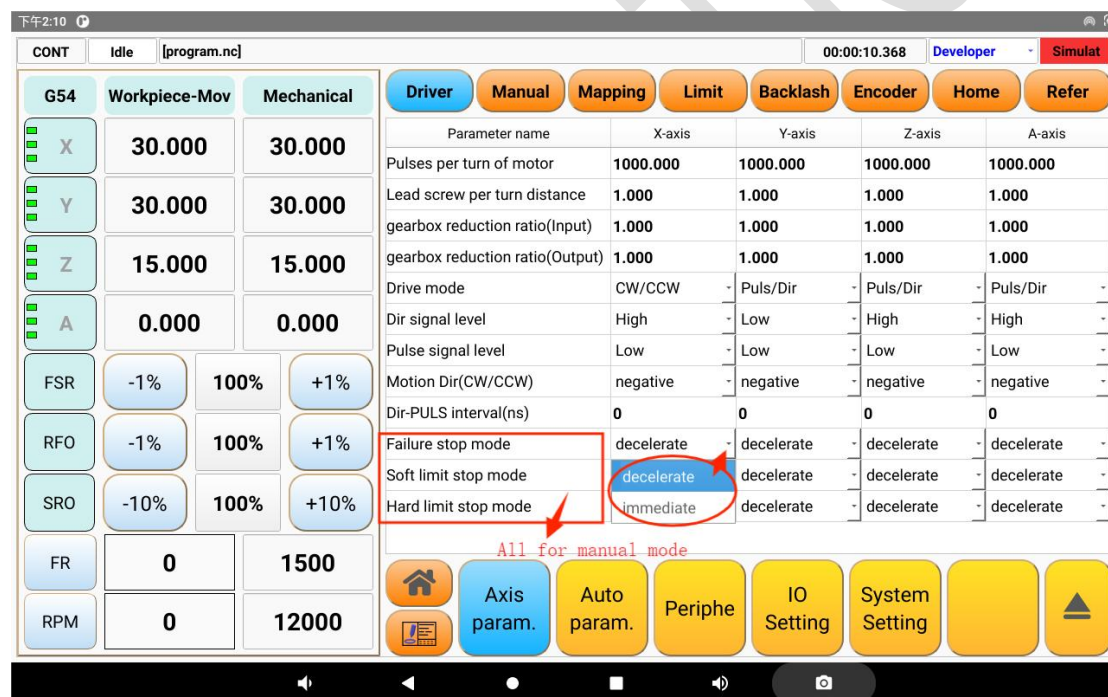 下午2:10
CONT Idle [program.nc] 00:00:10.368 Developer Simulat
G54 Workpiece-Mov Mechanical
X 30.000 30.000
Y 30.000 30.000
Z 15.000 15.000
A 0.000 0.000
FSR -1% 100% +1%
RFO -1% 100% +1%
SRO -10% 100% +10%
FR 0 1500
RPM 0 12000
Driver Manual Mapping Limit Backlash Encoder Home Refer
Parameter name X-axis Y-axis Z-axis A-axis
Pulses per turn of motor 1000.000 1000.000 1000.000 1000.000
Lead screw per turn distance 1.000 1.000 1.000 1.000
gearbox reduction ratio(Input) 1.000 1.000 1.000 1.000
gearbox reduction ratio(Output) 1.000 1.000 1.000 1.000
Drive mode CW/CCW Puls/Dir Puls/Dir Puls/Dir
Dir signal level High Low High High
Pulse signal level Low Low Low Low
Motion Dir(CW/CCW) negative negative negative negative
Dir-PULS interval(ns) 0 0 0 0
Failure stop mode decelerate decelerate decelerate decelerate
Soft limit stop mode decelerate decelerate decelerate decelerate
Hard limit stop mode immediate decelerate decelerate decelerate
All for manual mode
Axis param.
Auto param.
Periphe
IO Setting
System Setting